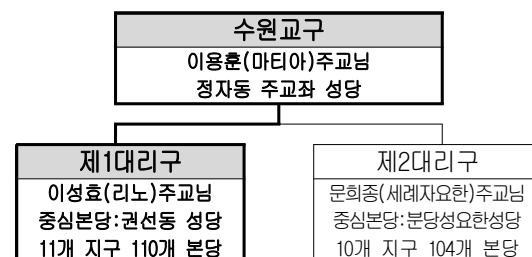 수원교구
이용훈(마티아)주교님
정자동 주교좌 성당
제1대리구
이성효(리노)주교님
중심본당:권선동 성당
11개 지구 110개 본당
제2대리구
문희종(세례자요한)주교님
중심본당:분당성요한성당
10개 지구 104개 본당